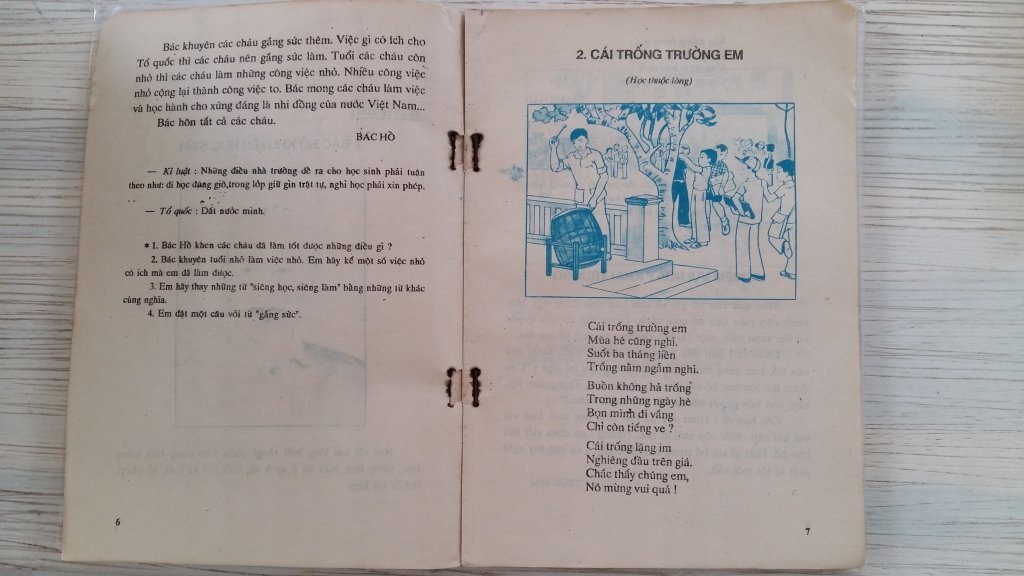 Bác khuyên các cháu gắng sức thêm. Việc gì có ích cho
Tổ quốc thì các cháu nên gắng sức làm. Tuổi các cháu còn
nhỏ thì các cháu làm những công việc nhỏ. Nhiều công việc
nhỏ cộng lại thành công việc to. Bác mong các cháu làm việc
và học hành cho xứng đáng là nhi đồng của nước Việt Nam...
Bác hôn tất cả các cháu.
BÁC HỒ
— Kỉ luật : Những điều nhà trường đề ra cho học sinh phải tuân
theo như: đi học đúng giờ,trong lớp giữ gìn trật tự, nghỉ học phải xin phép.
— Tổ quốc : Đất nước mình.
* 1. Bác Hồ khen các cháu đã làm tốt được những điều gì ?
2. Bác khuyên tuổi nhỏ làm việc nhỏ. Em hãy kể một số việc nhỏ
có ích mà em đã làm được.
3. Em hãy thay những từ "siêng học, siêng làm" bằng những từ khác
cùng nghĩa.
4. Em đặt một câu với từ "gắng sức".
6
2. CÁI TRỐNG TRƯỜNG EM
(Học thuộc lòng)
Cái trống trường em
Mùa hè cũng nghỉ.
Suốt ba tháng liền
Trống nằm ngẫm nghĩ.
Buồn không hả trống
Trong những ngày hè
Bọn mình đi vắng
Chỉ còn tiếng ve ?
Cái trống lặng im
Nghiêng đầu trên giá.
Chắc thấy chúng em,
Nó mừng vui quá !
7